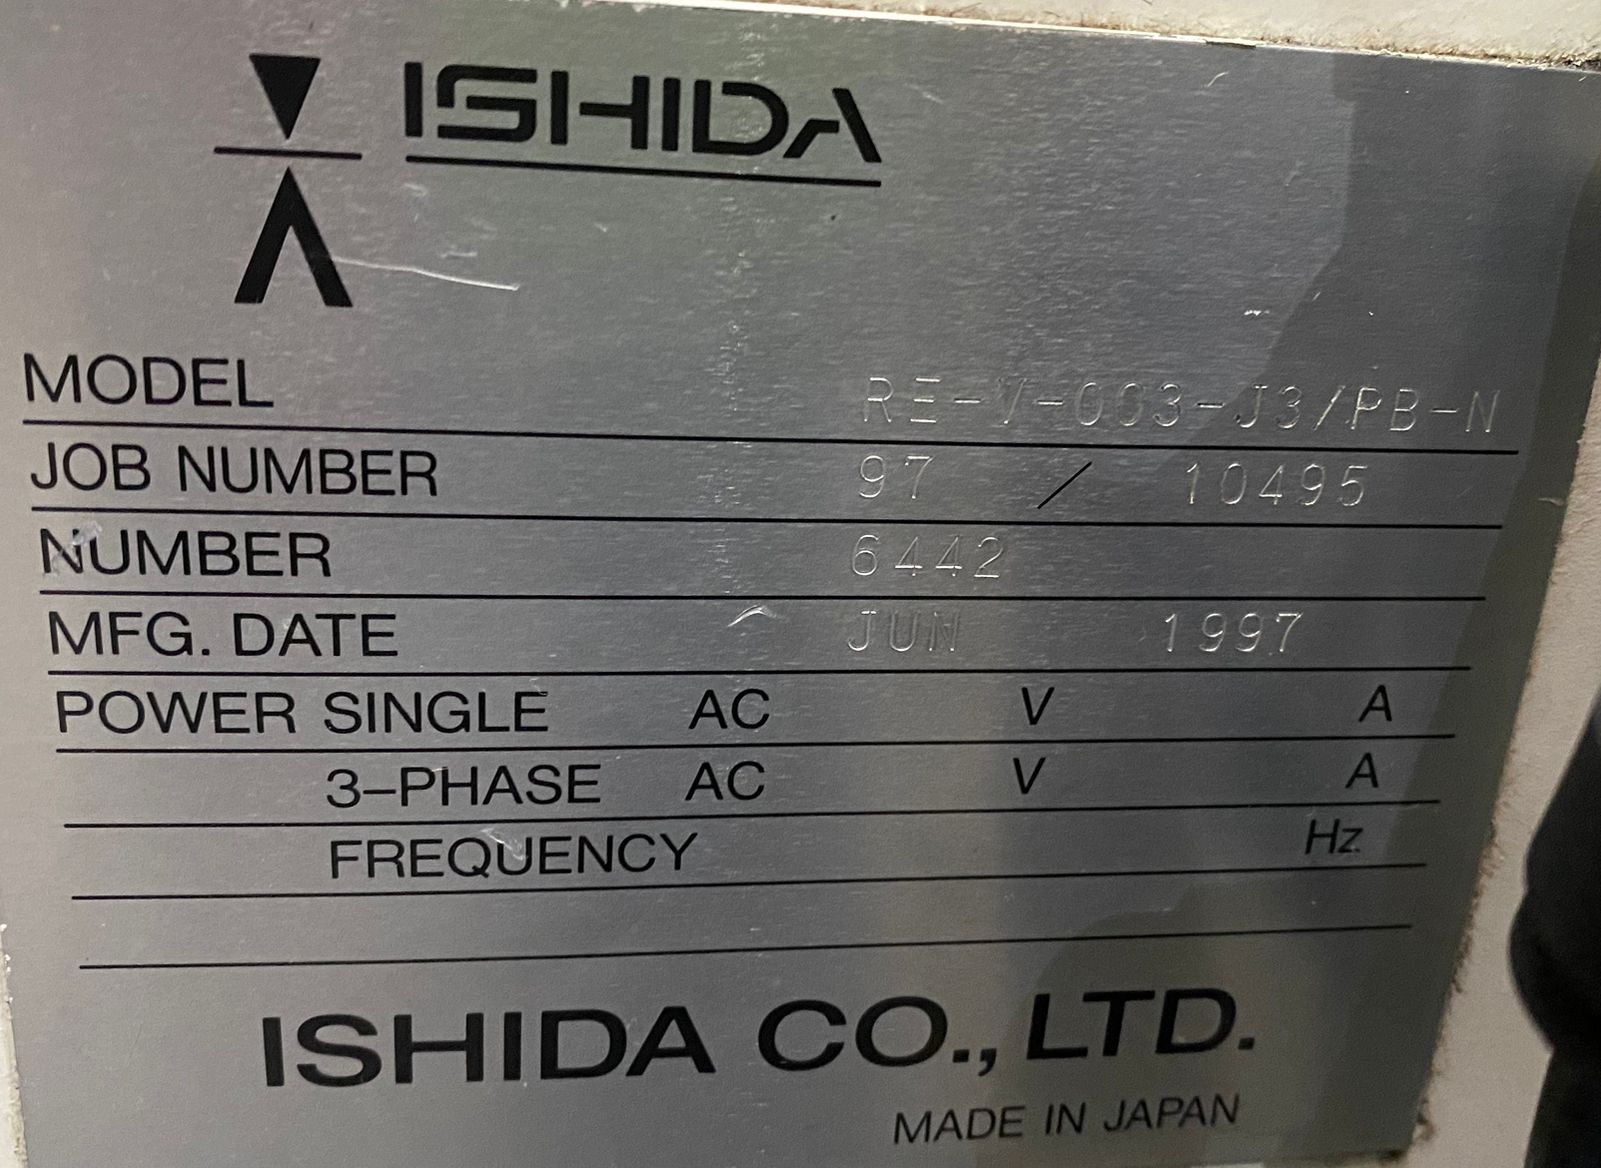 ISHIDA
MODEL RE-V-003-J3/PB-N
JOB NUMBER 97 / 10495
NUMBER 6442
MFG. DATE JUN 1997
POWER SINGLE AC V A
3-PHASE AC V A
FREQUENCY Hz
ISHIDA CO., LTD.
MADE IN JAPAN